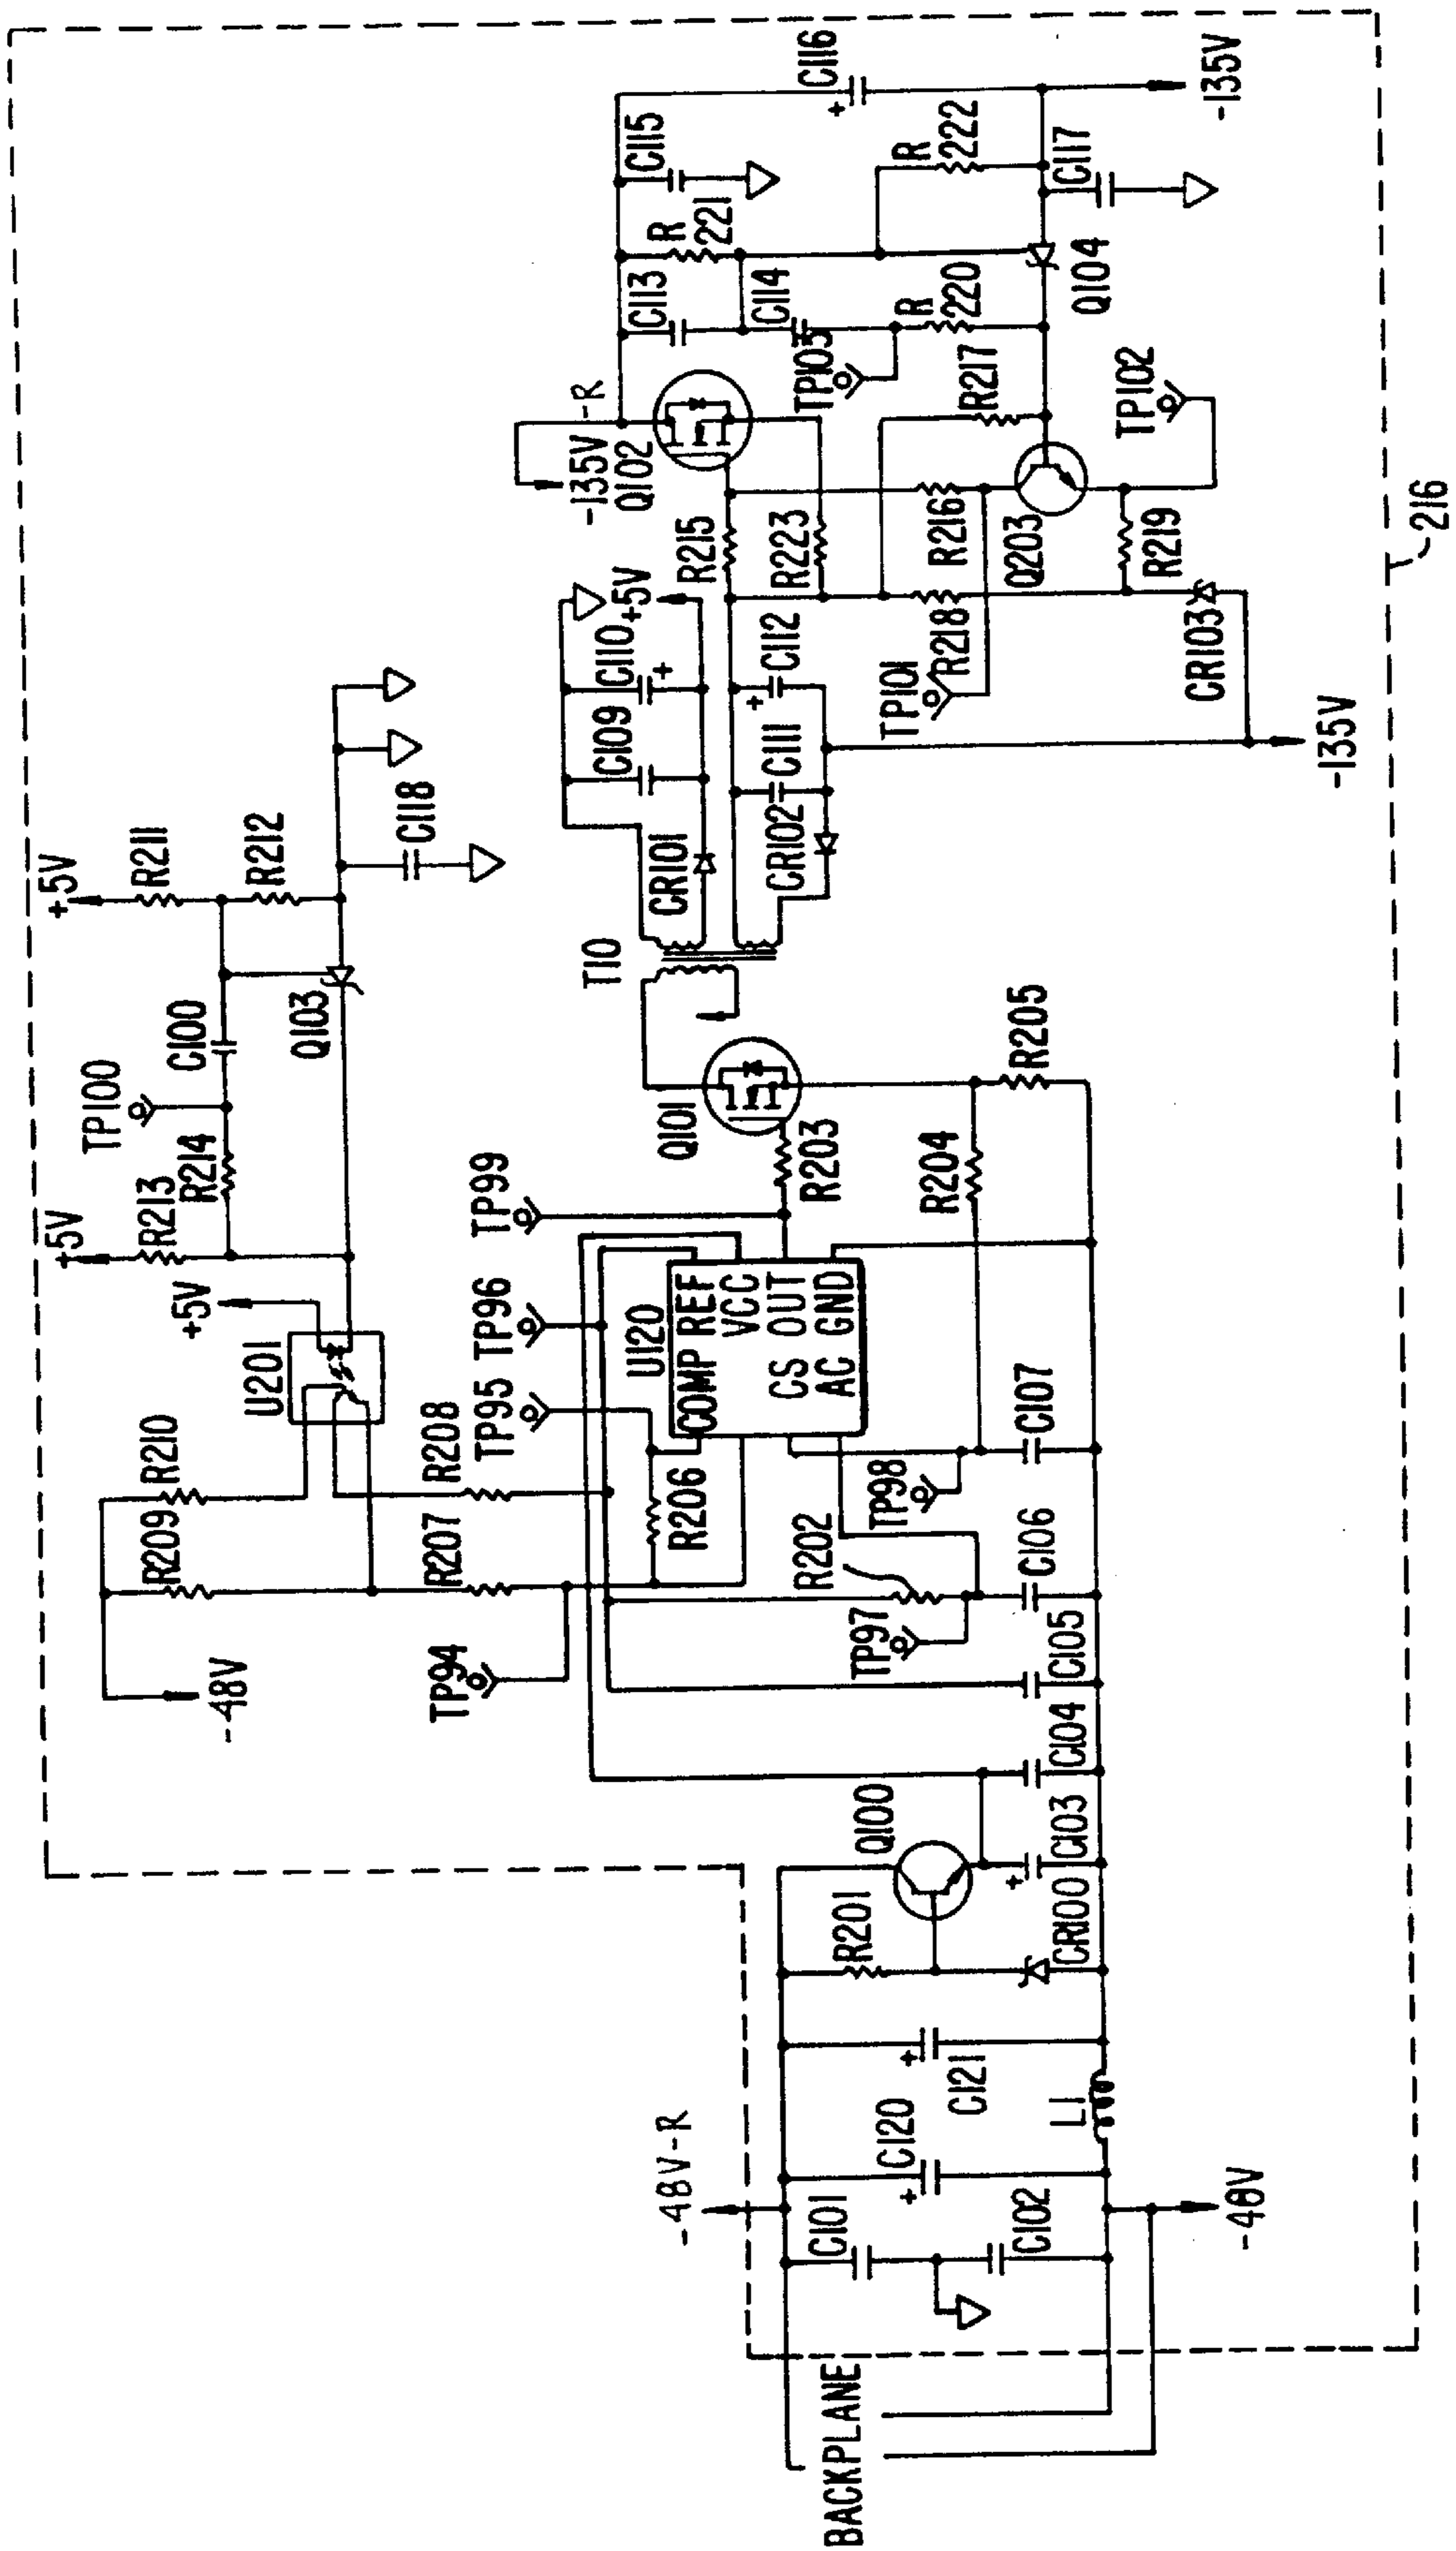 +5V
R211
R212
C118
+5V
R213
TP100
R214
C100
Q103
+5V
U201
R210
R209
R208
R207
-48V
TP94
TP95
TP96
TP99
U120
COMP REF
VCC
CS OUT
AC GND
R206
R202
TP97
TP98
R203
R204
R205
Q101
T10
CR101
C109
C110
+5V
CR102
C111
C112
R215
R223
-135V-R
Q102
C113
C114
TP103
R
221
C115
C116
R
222
C117
-135V
Q104
R
220
R217
TP102
R216
Q203
R219
R218
TP101
CR103
-135V
216
C107
C106
C105
C104
C103
Q100
R201
CR100
C121
L1
C120
-48V-R
C101
C102
-48V
BACKPLANE